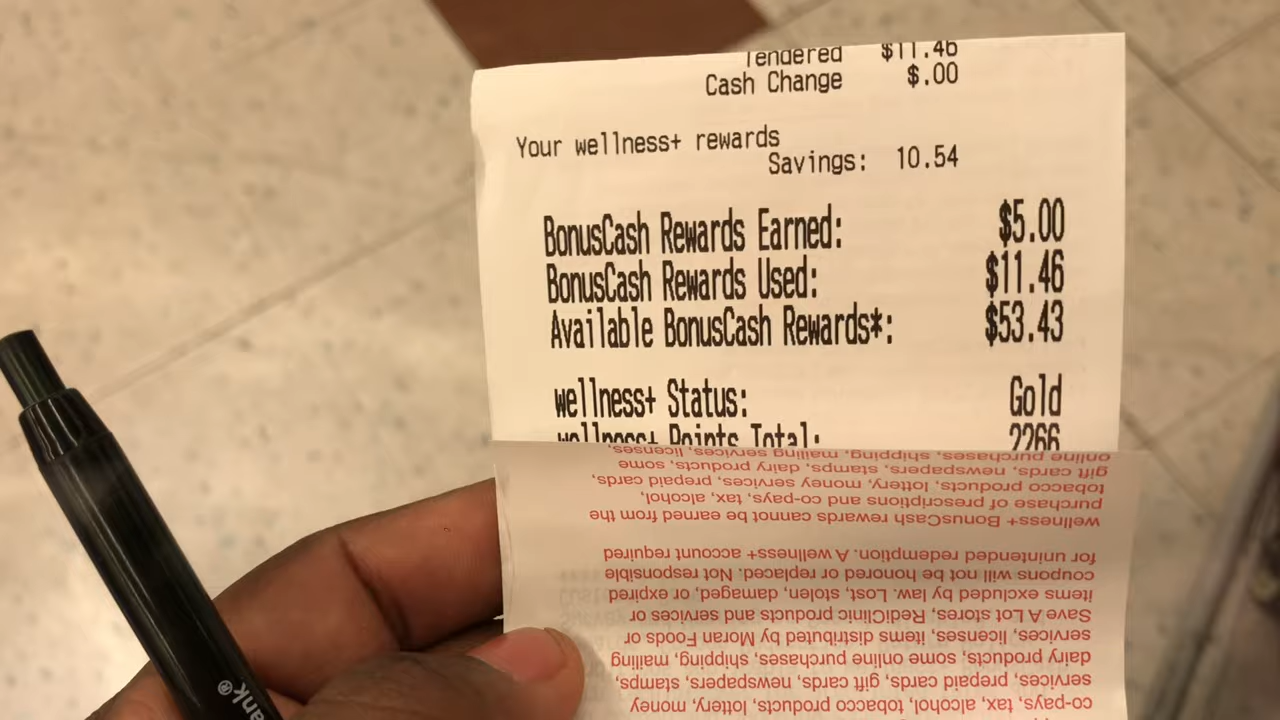 Tendered $11.46
Cash Change $.00
Your wellness+ rewards
Savings: 10.54
BonusCash Rewards Earned: $5.00
BonusCash Rewards Used: $11.46
Available BonusCash Rewards*: $53.43
wellness+ Status: Gold
wellness+ Points Total: 2266
co-pays, tax, alcohol, tobacco products, lottery, money
services, prepaid cards, gift cards, newspapers, stamps,
dairy products, some online purchases, shipping, mailing
services, licenses, items distributed by Moran Foods or
Save A Lot stores, RediClinic products and services or
items excluded by law. Lost, stolen, damaged, or expired
coupons will not be honored or replaced. Not responsible
for unintended redemption. A wellness+ account required
wellness+ BonusCash rewards cannot be earned from the
purchase of prescriptions and co-pays, tax, alcohol,
tobacco products, lottery, money services, prepaid cards,
gift cards, newspapers, stamps, dairy products, some
online purchases, shipping, mailing services, licenses,